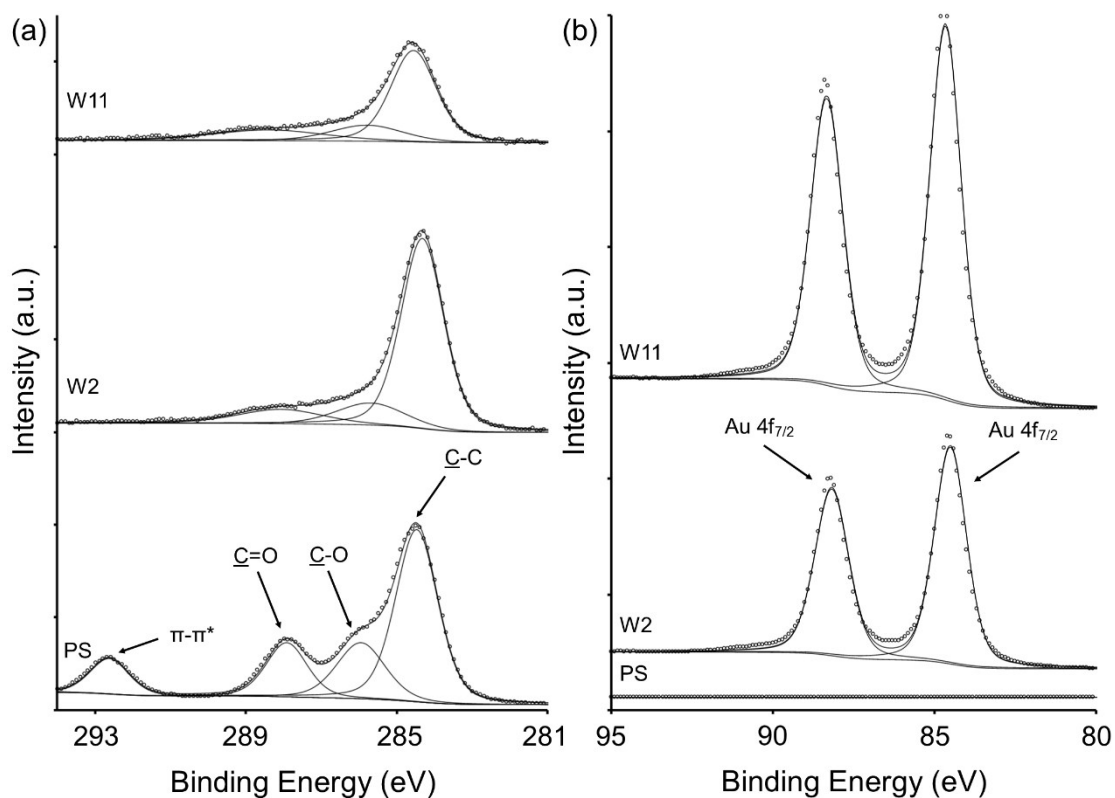 (a)
W11
W2
C-C
C=O
C-O
π-π*
PS
293
289
285
281
Binding Energy (eV)
Intensity (a.u.)
(b)
W11
Au 4f7/2
Au 4f7/2
W2
PS
95
90
85
80
Binding Energy (eV)
Intensity (a.u.)